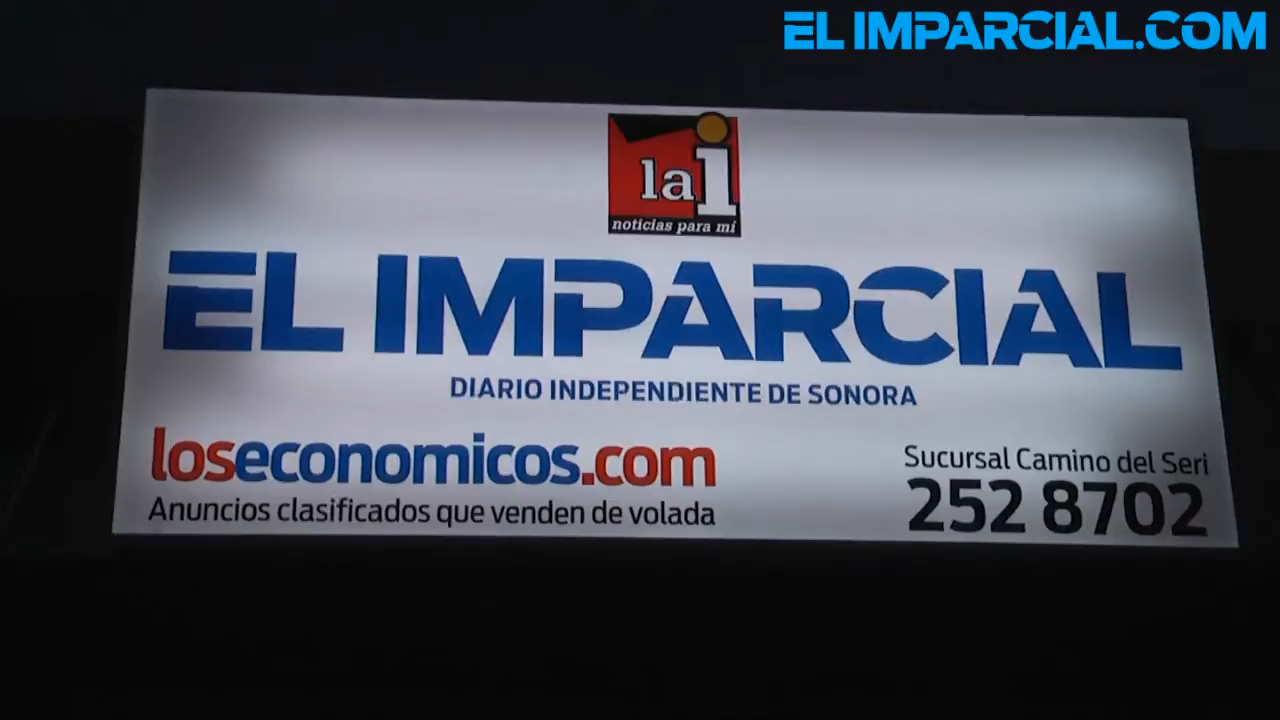 EL IMPARCIAL.COM
la i
noticias para mí
EL IMPARCIAL
DIARIO INDEPENDIENTE DE SONORA
loseconomicos.com
Anuncios clasificados que venden de volada
Sucursal Camino del Seri
252 8702